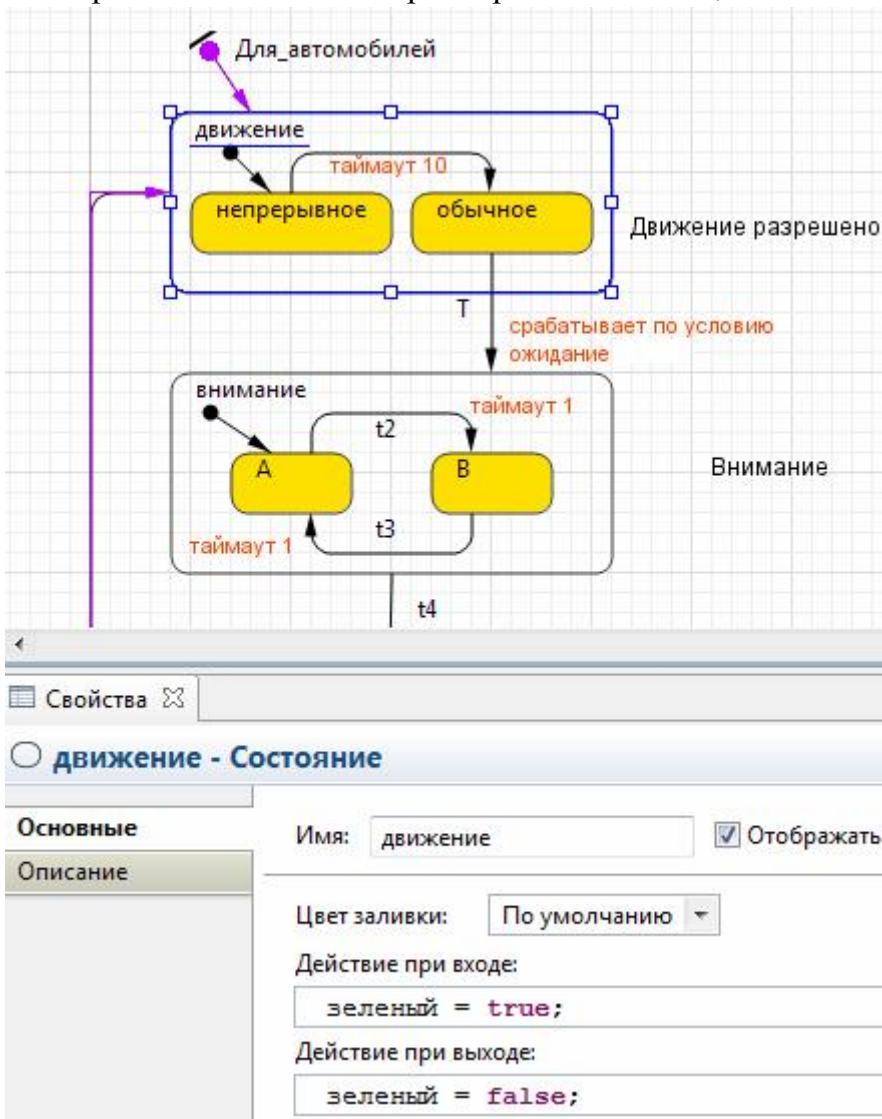 Для_автомобилей
движение
таймаут 10
непрерывное
обычное
Движение разрешено
T
срабатывает по условию
ожидание
внимание
таймаут 1
t2
A
B
Внимание
t3
таймаут 1
t4
Свойства
движение - Состояние
Основные
Имя: движение
Отображать
Описание
Цвет заливки: По умолчанию
Действие при входе:
зеленый = true;
Действие при выходе:
зеленый = false;